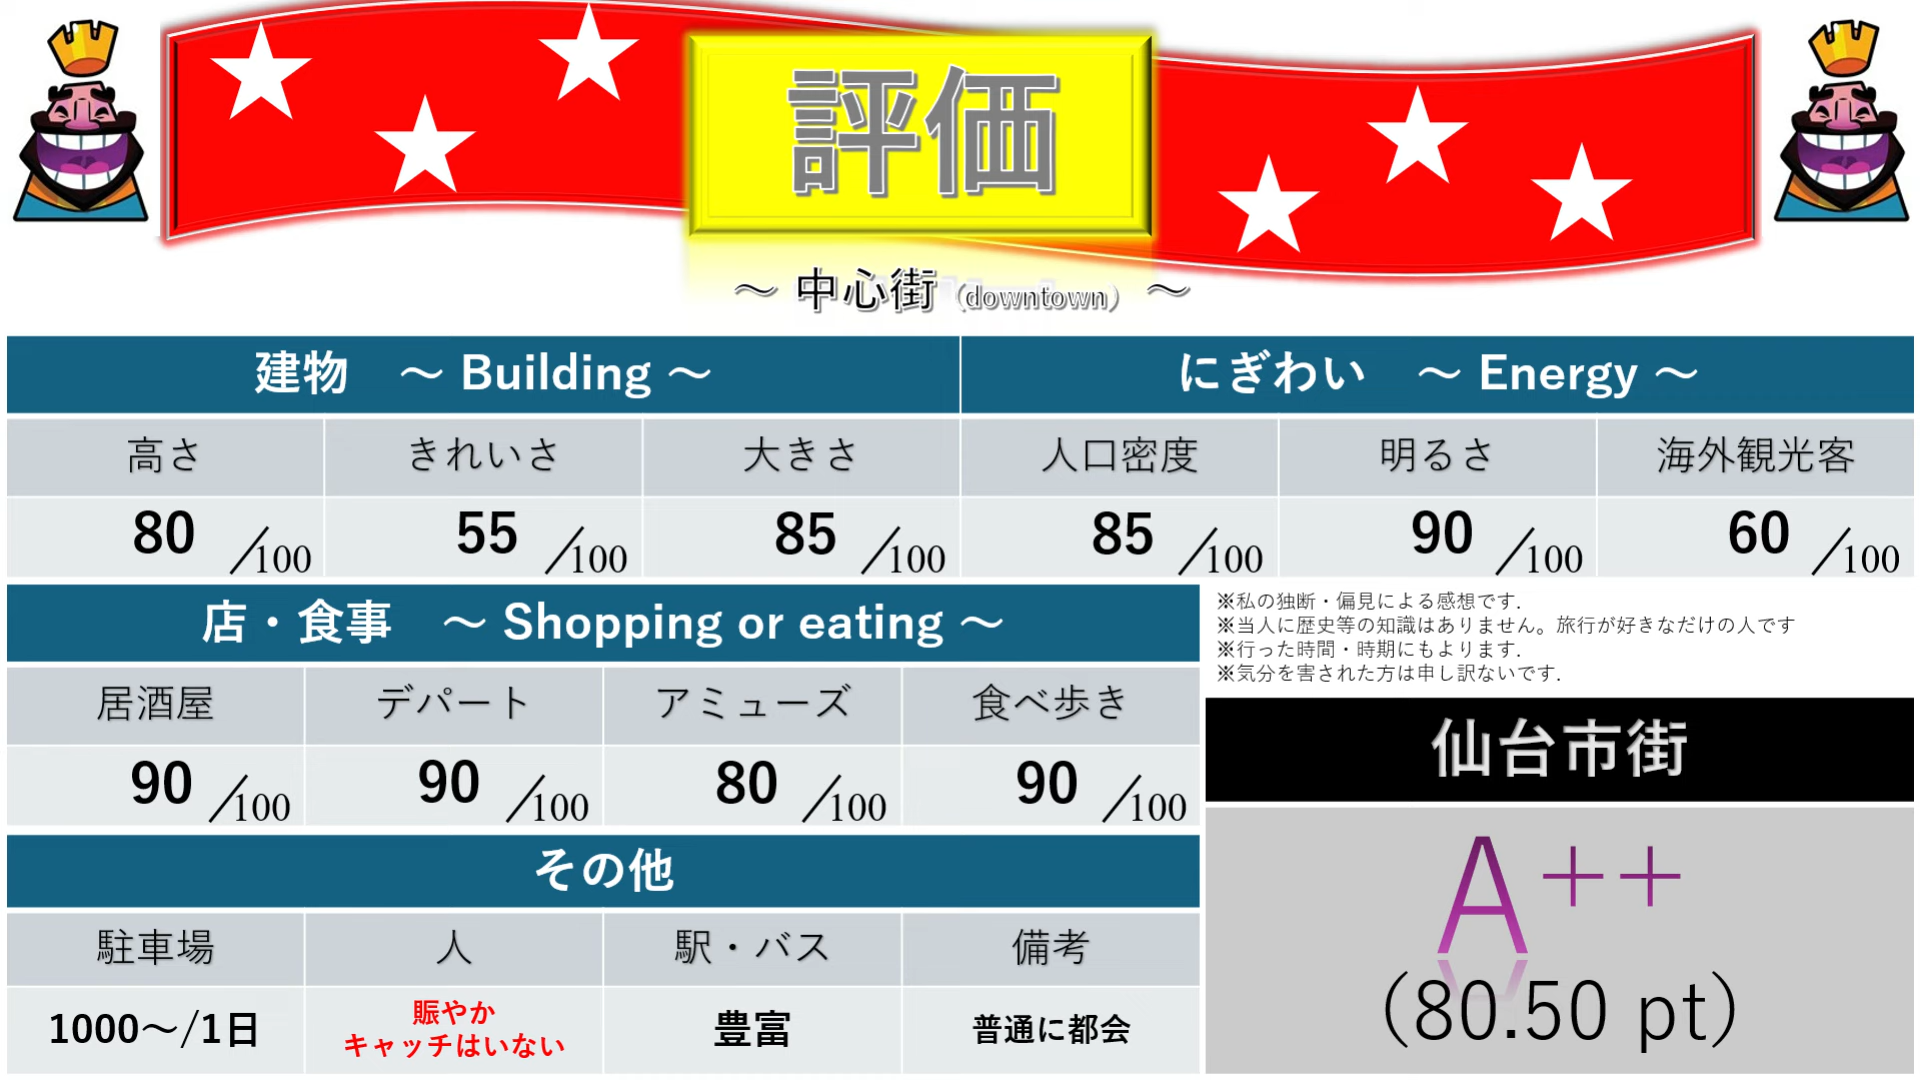 評価
～ 中心街（downtown） ～
建物　～ Building ～
にぎわい　～ Energy ～
高さ
きれいさ
大きさ
人口密度
明るさ
海外観光客
80 ／100
55 ／100
85 ／100
85 ／100
90 ／100
60 ／100
店・食事　～ Shopping or eating ～
※私の独断・偏見による感想です.
※当人に歴史等の知識はありません。旅行が好きなだけの人です
※行った時間・時期にもよります.
※気分を害された方は申し訳ないです.
居酒屋
デパート
アミューズ
食べ歩き
90 ／100
90 ／100
80 ／100
90 ／100
仙台市街
A++
（80.50 pt）
その他
駐車場
人
駅・バス
備考
1000～/1日
賑やか
キャッチはいない
豊富
普通に都会